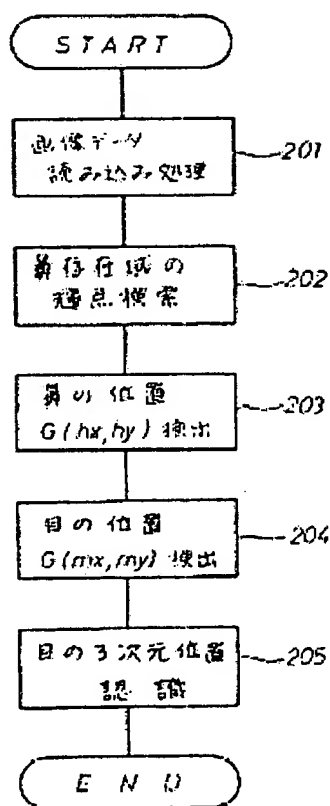 START
画像データ
読み込み処理
201
鼻存在域の
輝点検索
202
鼻の位置
G(hx,hy)検出
203
目の位置
G(mx,my)検出
204
目の3次元位置
認識
205
END